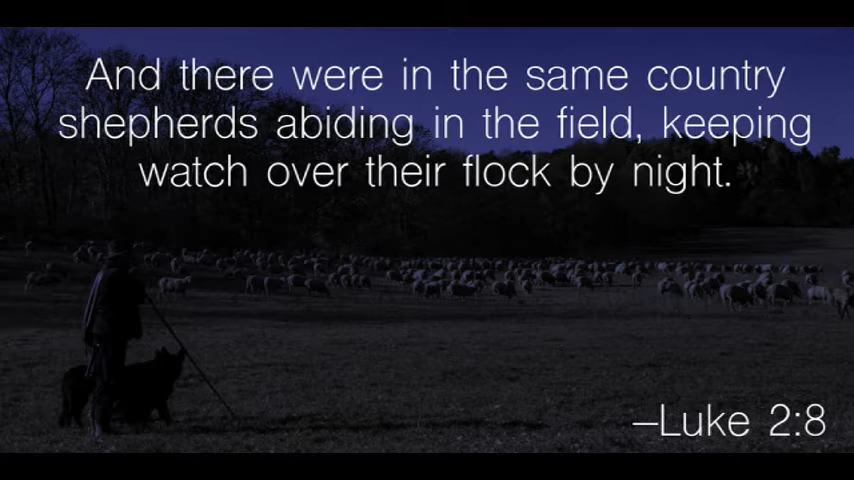 And there were in the same country
shepherds abiding in the field, keeping
watch over their flock by night.
–Luke 2:8